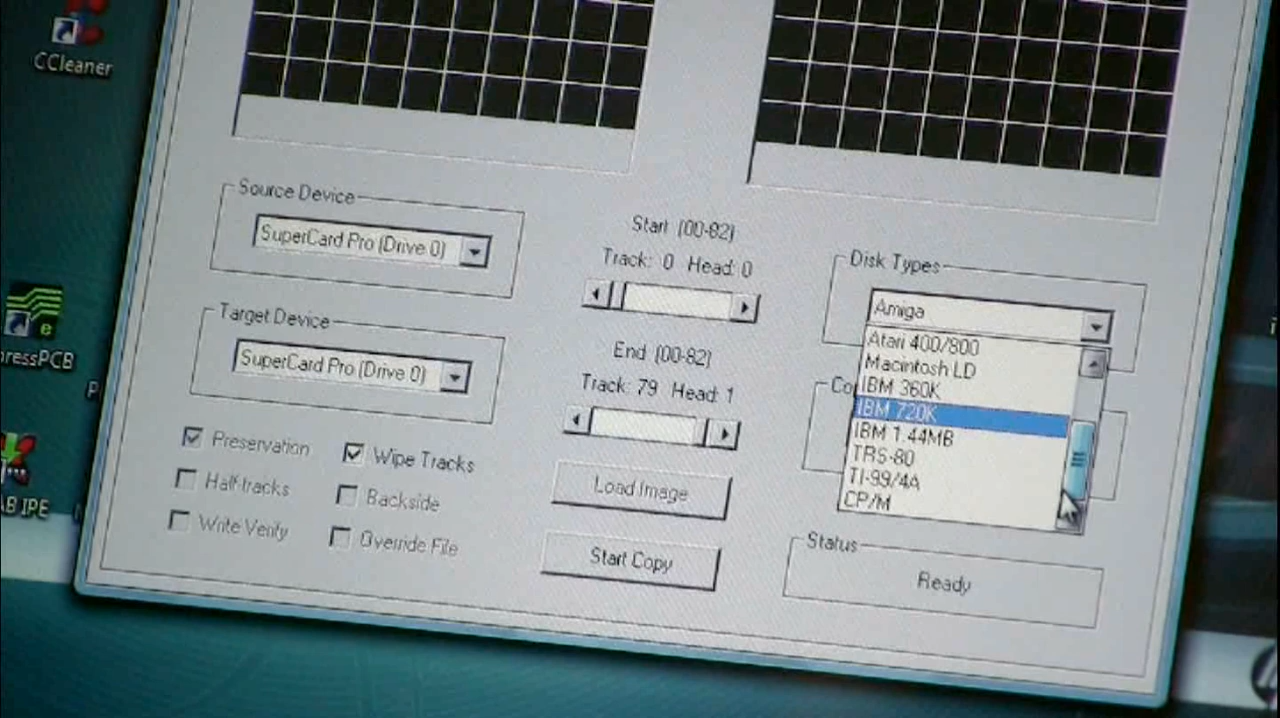 CCleaner
Source Device
SuperCard Pro (Drive 0)
Target Device
SuperCard Pro (Drive 0)
Preservation
Wipe Tracks
Half-tracks
Backside
Write Verify
Override File
Start (00-82)
Track: 0 Head: 0
End (00-82)
Track: 79 Head: 1
Load Image
Start Copy
Disk Types
Amiga
Atari 400/800
Macintosh LD
IBM 360K
IBM 720K
IBM 1.44MB
TRS-80
TI-99/4A
CP/M
Co
Status
Ready
e
pressPCB
P
AB IPE